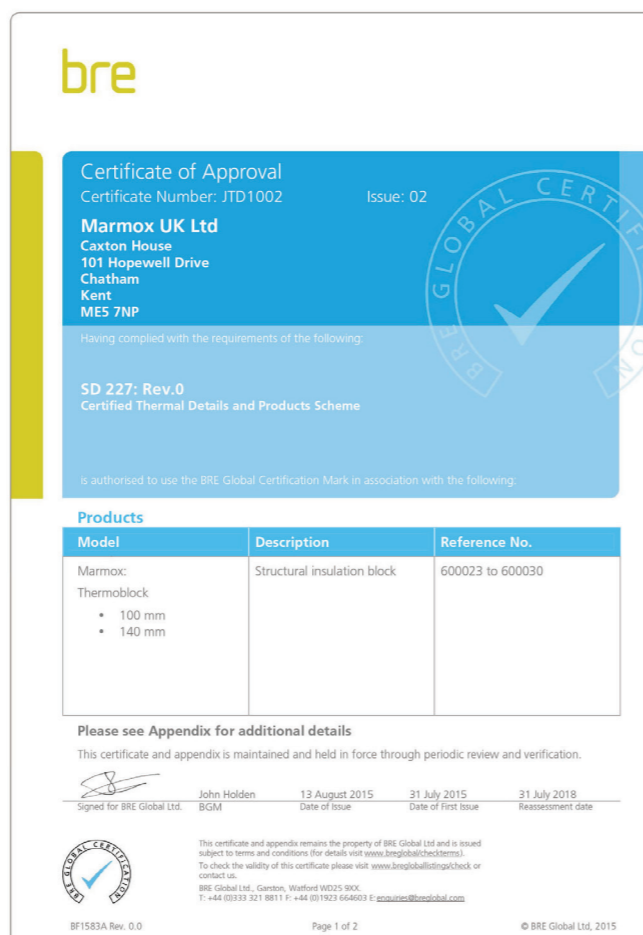 bre
Certificate of Approval
Certificate Number: JTD1002 Issue: 02
Marmox UK Ltd
Caxton House
101 Hopewell Drive
Chatham
Kent
ME5 7NP
BRE GLOBAL CERTIFICATION
Having complied with the requirements of the following:
SD 227: Rev.0
Certified Thermal Details and Products Scheme
is authorised to use the BRE Global Certification Mark in association with the following:
Products
Model Description Reference No.
Marmox: Structural insulation block 600023 to 600030
Thermoblock
• 100 mm
• 140 mm
Please see Appendix for additional details
This certificate and appendix is maintained and held in force through periodic review and verification.
John Holden 13 August 2015 31 July 2015 31 July 2018
Signed for BRE Global Ltd. BGM Date of Issue Date of First Issue Reassessment date
BRE GLOBAL CERTIFICATION
This certificate and appendix remains the property of BRE Global Ltd and is issued
subject to terms and conditions (for details visit www.breglobal/checkterms).
To check the validity of this certificate please visit www.bregloballistings/check or
contact us.
BRE Global Ltd., Garston, Watford WD25 9XX.
T: +44 (0)333 321 8811 F: +44 (0)1923 664603 E: enquiries@breglobal.com
BF1583A Rev. 0.0 Page 1 of 2 © BRE Global Ltd, 2015